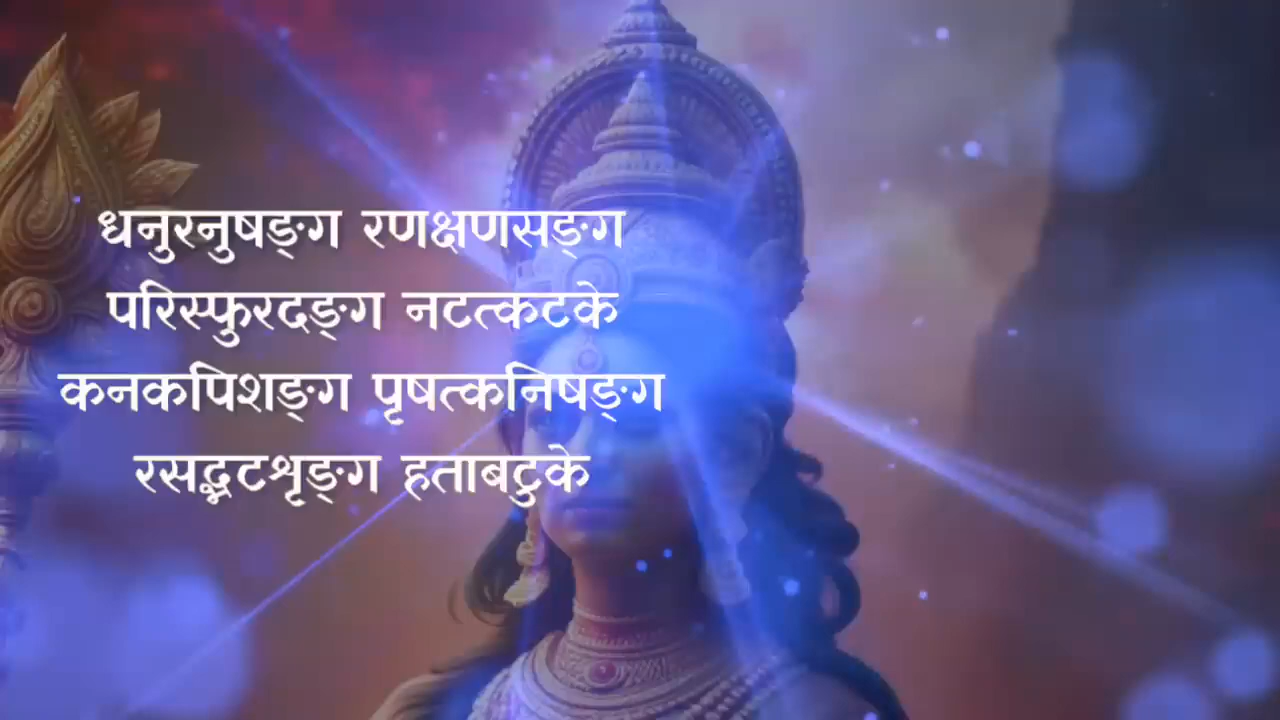 धनुरनुषङ्ग रणक्षणसङ्ग
परिस्फुरदङ्ग नटत्कटके
कनकपिशङ्ग पृषत्कनिषङ्ग
रसद्भटशृङ्ग हताबटुके